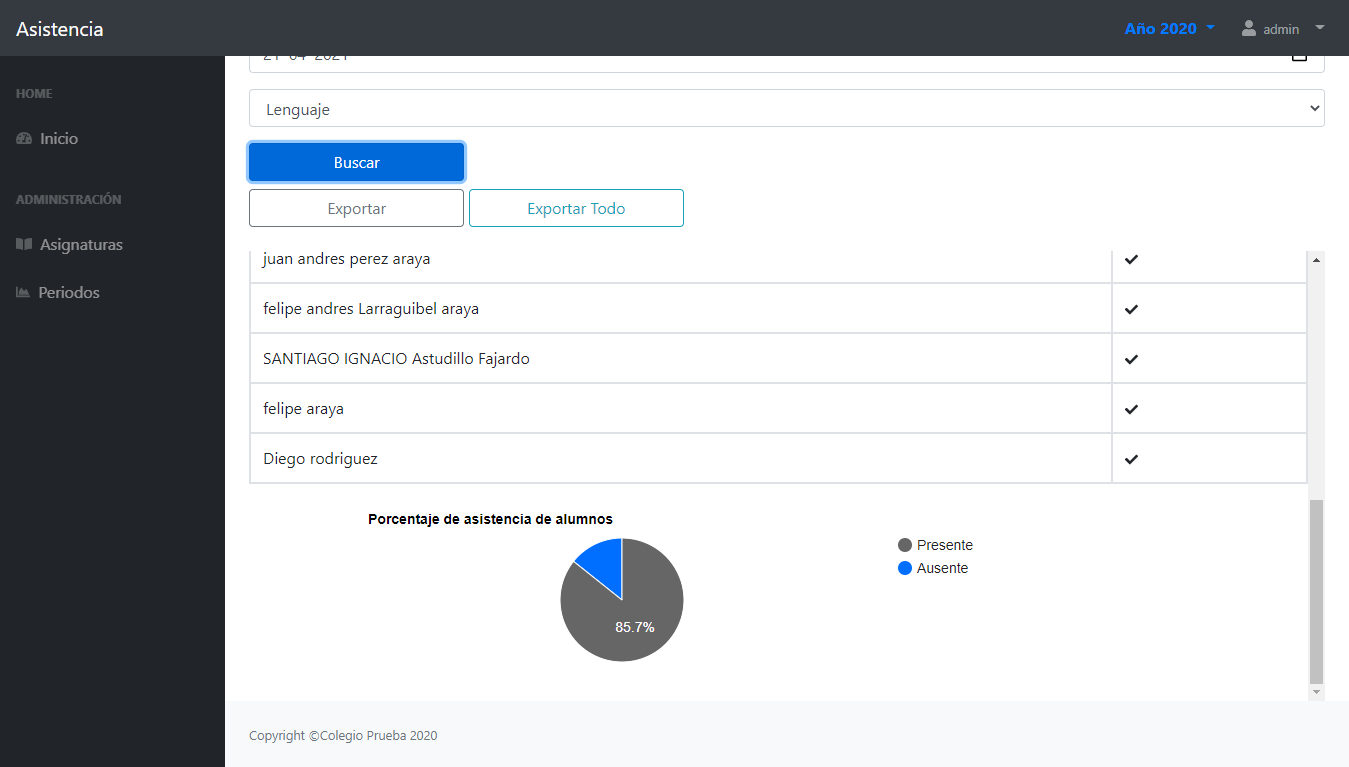 Asistencia
Año 2020
admin
HOME
Inicio
ADMINISTRACIÓN
Asignaturas
Periodos
Lenguaje
Buscar
Exportar
Exportar Todo
juan andres perez araya
felipe andres Larraguibel araya
SANTIAGO IGNACIO Astudillo Fajardo
felipe araya
Diego rodriguez
Porcentaje de asistencia de alumnos
Presente
Ausente
85.7%
Copyright ©Colegio Prueba 2020